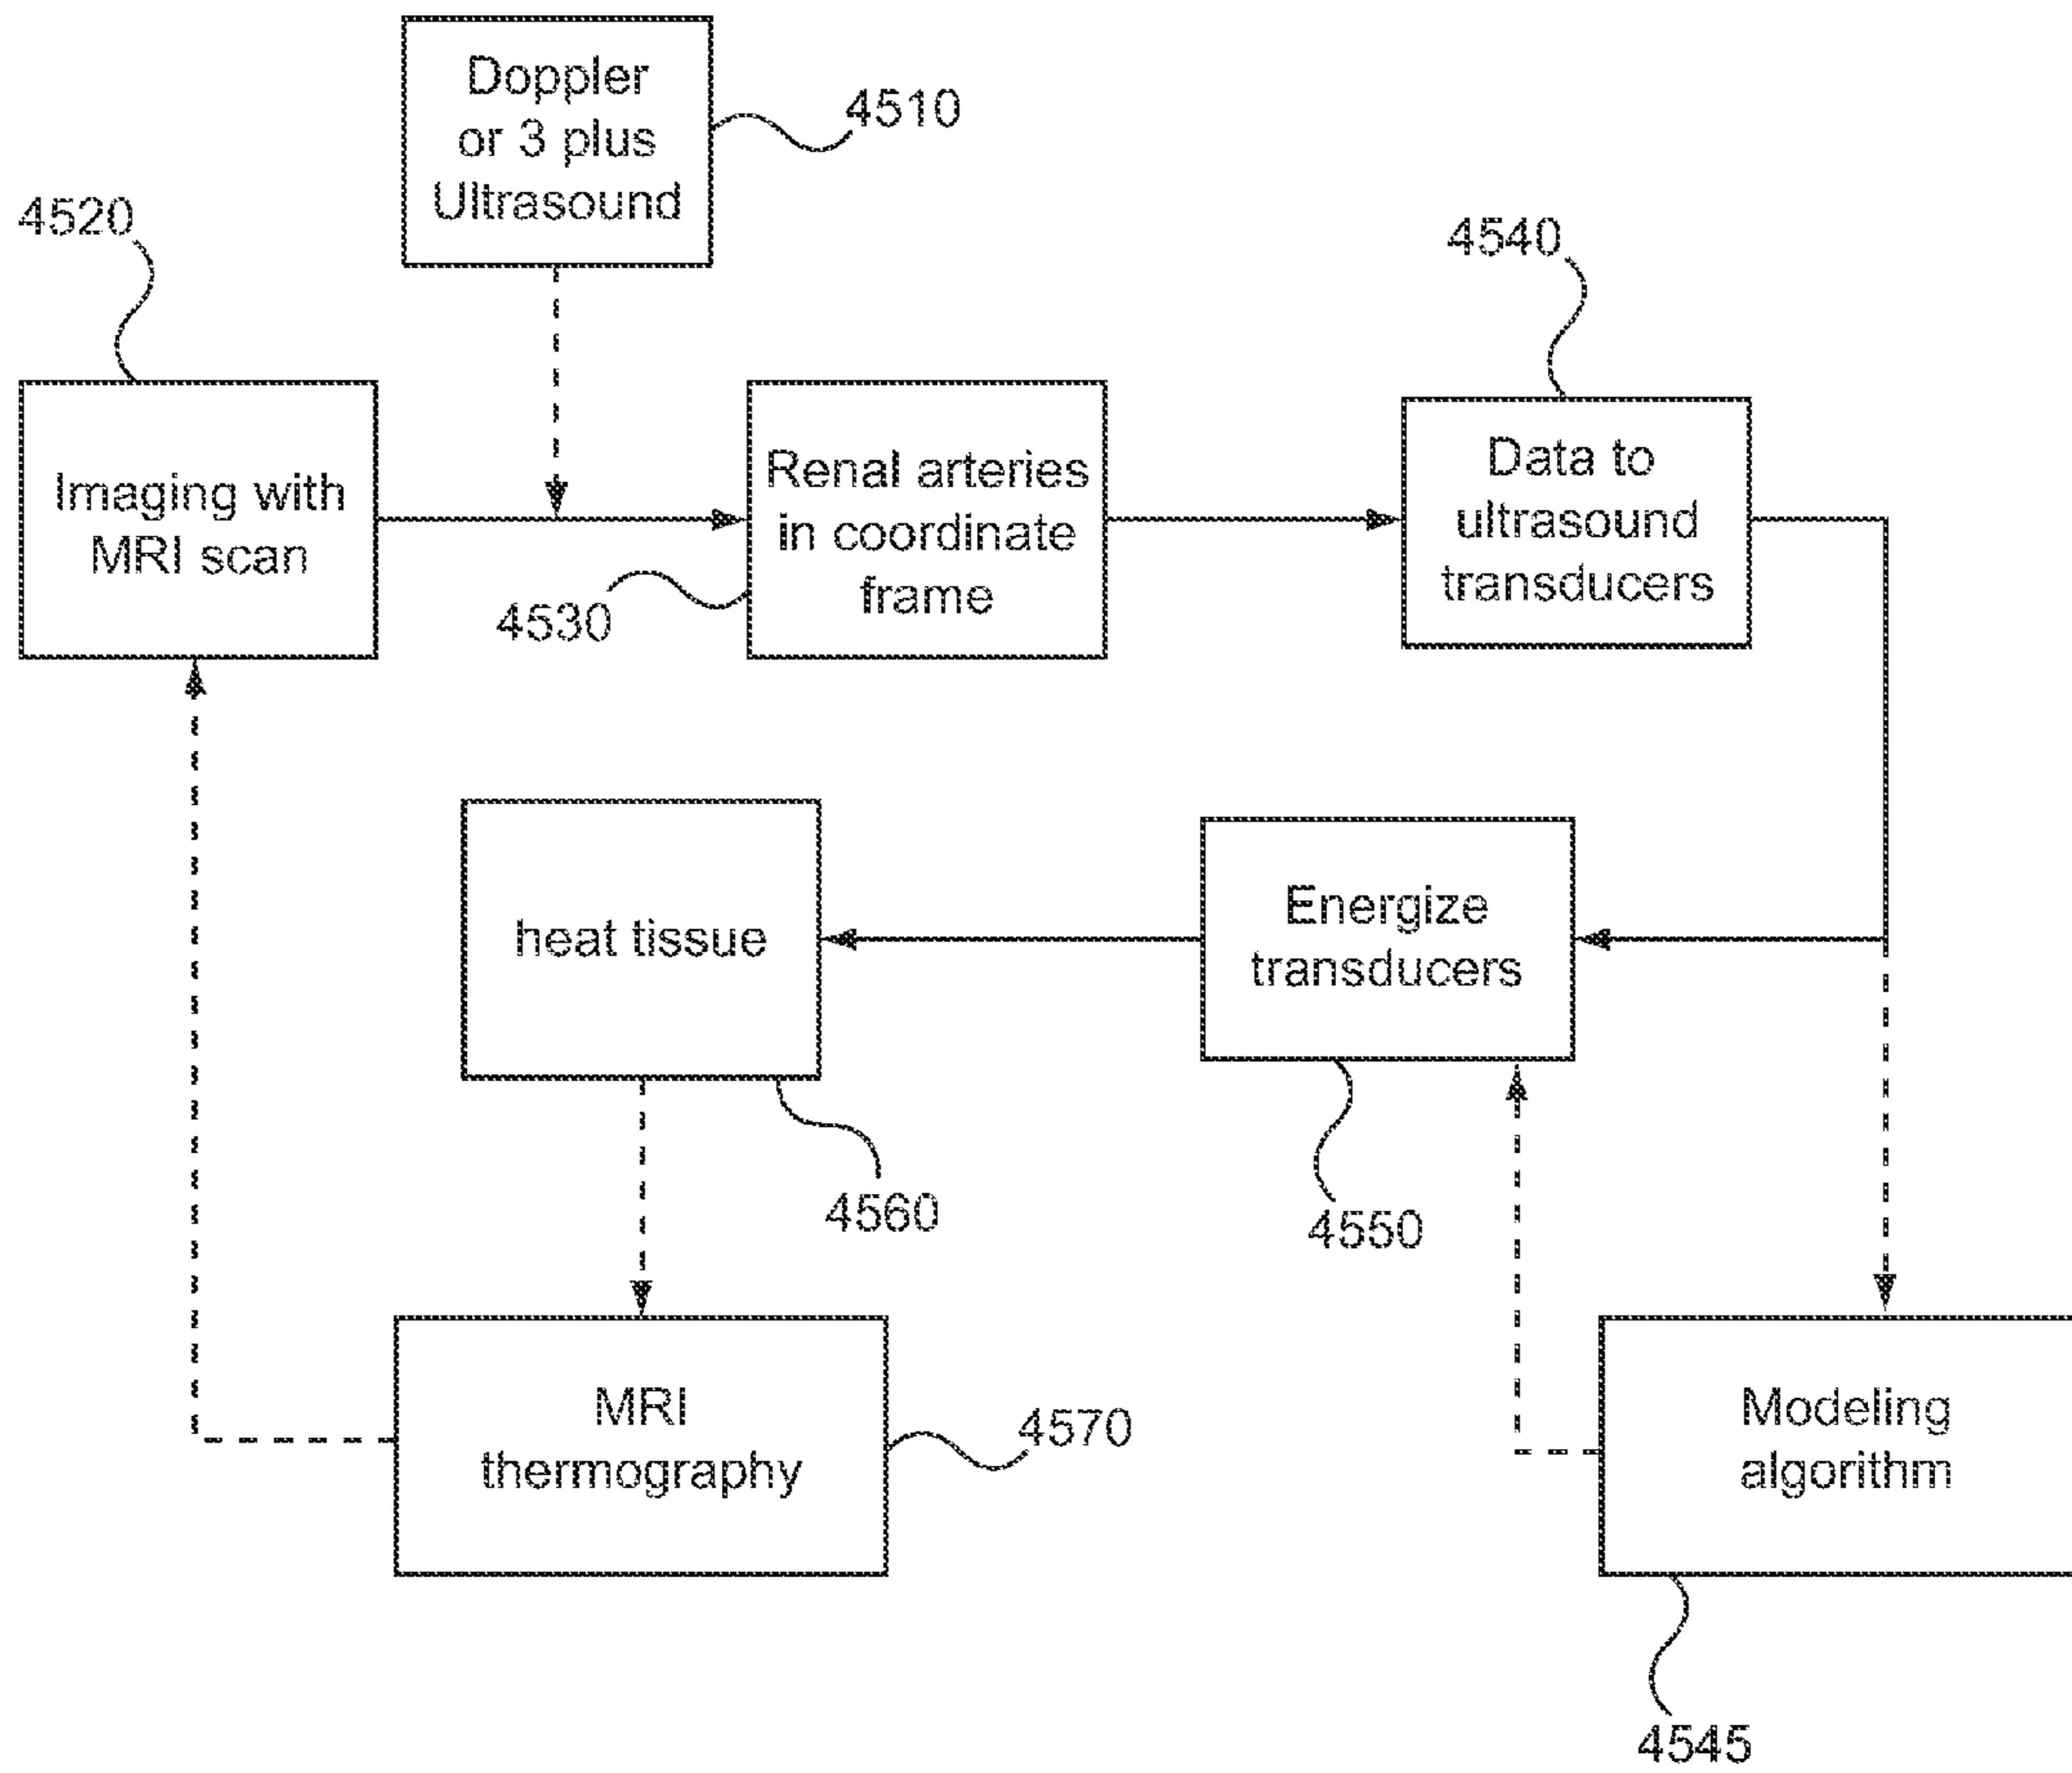 Doppler
or 3 plus
Ultrasound
4510
4520
4540
Imaging with
MRI scan
Renal arteries
in coordinate
frame
4530
Data to
ultrasound
transducers
heat tissue
Energize
transducers
4560
4550
MRI
thermography
4570
Modeling
algorithm
4545